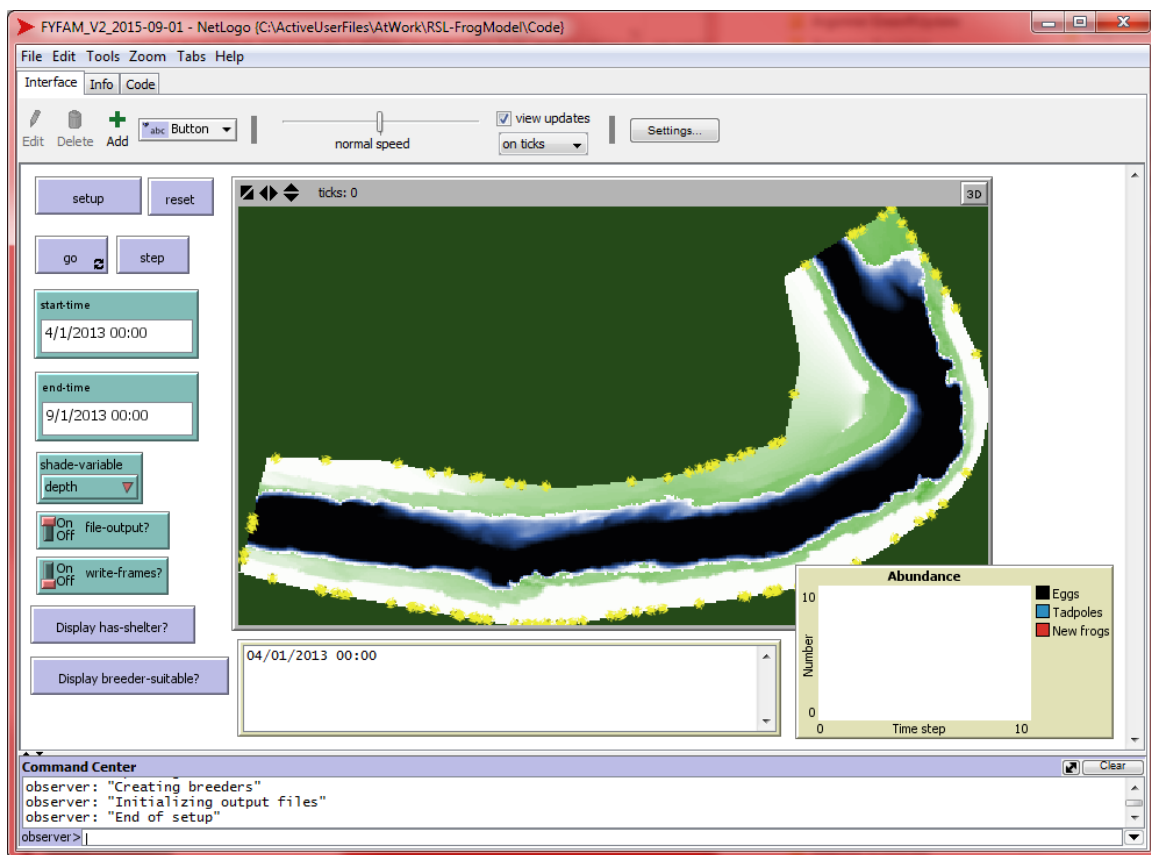 FYFAM_V2_2015-09-01 - NetLogo {C:\ActiveUserFiles\AtWork\RSL-FrogModel\Code}
File Edit Tools Zoom Tabs Help
Interface Info Code
Edit Delete Add abc Button normal speed view updates on ticks Settings...
setup reset ticks: 0 3D
go step
start-time
4/1/2013 00:00
end-time
9/1/2013 00:00
shade-variable
depth
On Off file-output?
On Off write-frames?
Display has-shelter?
Display breeder-suitable?
04/01/2013 00:00
Abundance
10
Number
0
0 Time step 10
Eggs
Tadpoles
New frogs
Command Center Clear
observer: "Creating breeders"
observer: "Initializing output files"
observer: "End of setup"
observer>